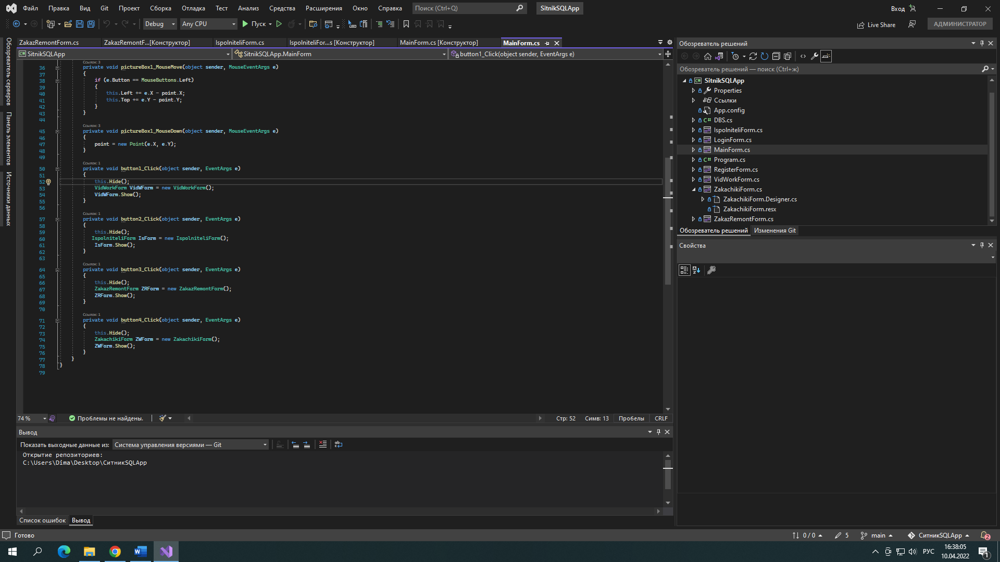 Файл Правка Вид Git Проект Сборка Отладка Тест Анализ Средства Расширения Окно Справка Поиск (Ctrl+Q) SitnikSQLApp Вход
Debug Any CPU Пуск Live Share АДМИНИСТРАТОР
Обозреватель серверов
Панель элементов
Источники данных
ZakazRemontForm.cs ZakazRemontF...[Конструктор] IspolniteliForm.cs IspolniteliFor...s [Конструктор] MainForm.cs [Конструктор] MainForm.cs
SitnikSQLApp SitnikSQLApp.MainForm button1_Click(object sender, EventArgs e)
Ссылок: 3
36 private void pictureBox1_MouseMove(object sender, MouseEventArgs e)
37 {
38 if (e.Button == MouseButtons.Left)
39 {
40 this.Left += e.X - point.X;
41 this.Top += e.Y - point.Y;
42 }
43 }
44
Ссылок: 3
45 private void pictureBox1_MouseDown(object sender, MouseEventArgs e)
46 {
47 point = new Point(e.X, e.Y);
48 }
49
Ссылок: 1
50 private void button1_Click(object sender, EventArgs e)
51 {
52 this.Hide();
53 VidWorkForm VidWForm = new VidWorkForm();
54 VidWForm.Show();
55 }
56
Ссылок: 1
57 private void button2_Click(object sender, EventArgs e)
58 {
59 this.Hide();
60 IspolniteliForm IsForm = new IspolniteliForm();
61 IsForm.Show();
62 }
63
Ссылок: 1
64 private void button3_Click(object sender, EventArgs e)
65 {
66 this.Hide();
67 ZakazRemontForm ZRForm = new ZakazRemontForm();
68 ZRForm.Show();
69 }
70
Ссылок: 1
71 private void button4_Click(object sender, EventArgs e)
72 {
73 this.Hide();
74 ZakachikiForm ZWForm = new ZakachikiForm();
75 ZWForm.Show();
76 }
77 }
78 }
79
74 % Проблемы не найдены. Стр: 52 Симв: 13 Пробелы CRLF
Вывод
Показать выходные данные из: Система управления версиями — Git
Открытие репозиториев:
C:\Users\Dima\Desktop\СитникSQLApp
Список ошибок Вывод
Обозреватель решений
Обозреватель решений — поиск (Ctrl+ж)
SitnikSQLApp
Properties
Ссылки
App.config
DBS.cs
IspolniteliForm.cs
LoginForm.cs
MainForm.cs
Program.cs
RegisterForm.cs
VidWorkForm.cs
ZakachikiForm.cs
ZakachikiForm.Designer.cs
ZakachikiForm.resx
ZakazRemontForm.cs
Обозреватель решений Изменения Git
Свойства
Готово 0 / 0 5 main СитникSQLApp 2
РУС 16:38:05
10.04.2022 1